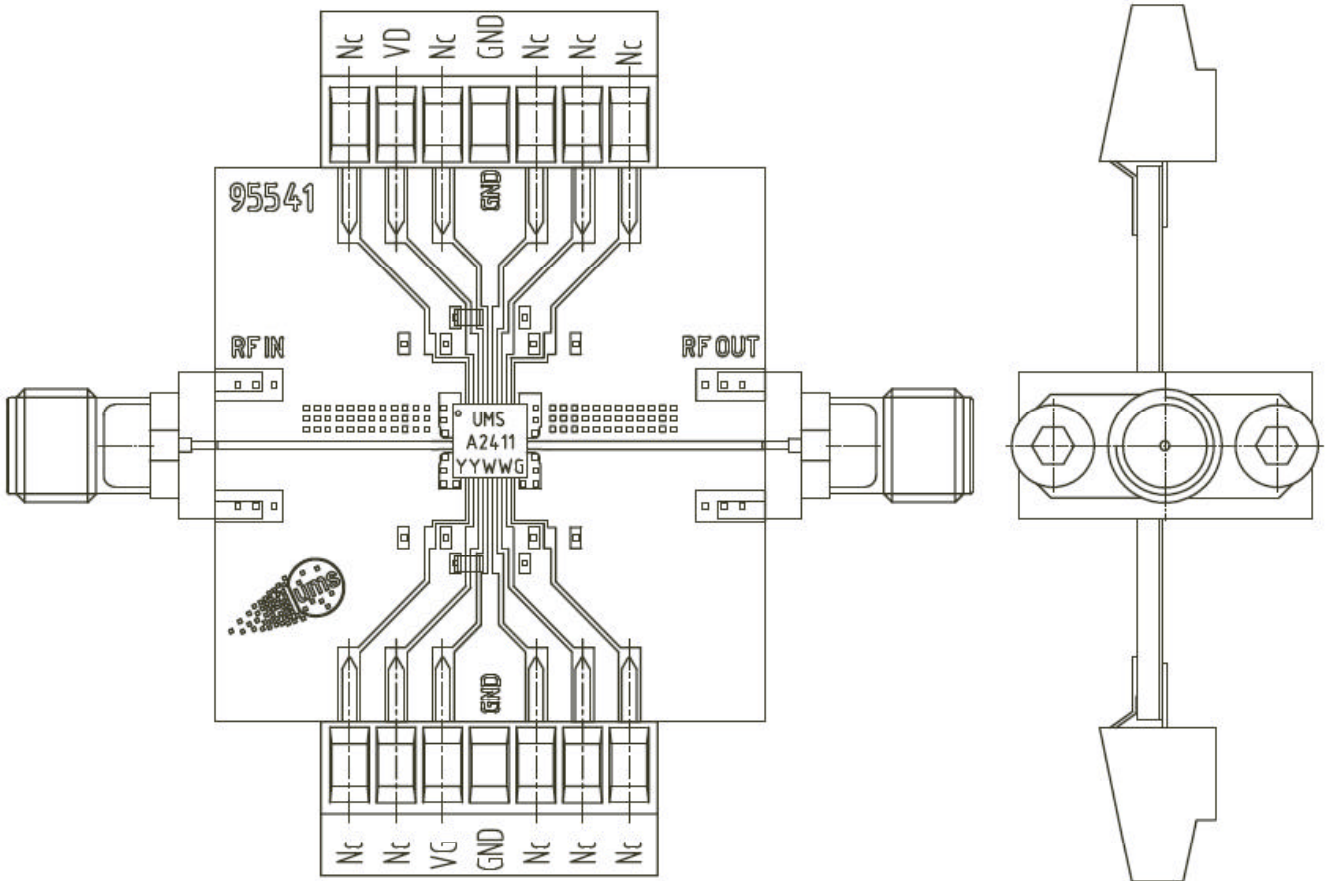 Nc VD Nc GND Nc Nc Nc
GND
95541
RF IN
RF OUT
UMS
A2411
YYWWG
ums
GND
Nc Nc VG GND Nc Nc Nc